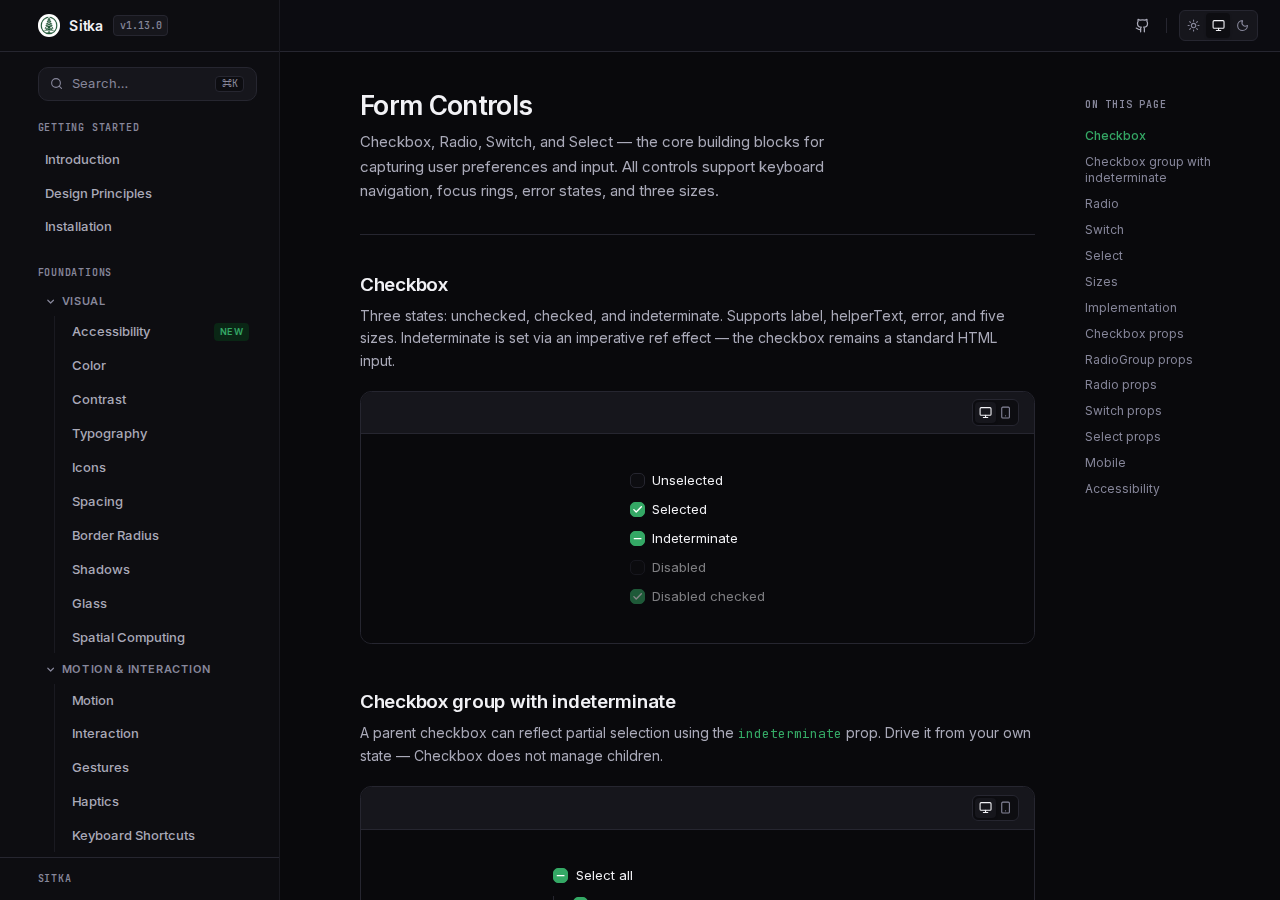 Sitka v1.13.0
Search... ⌘K
GETTING STARTED
Introduction
Design Principles
Installation
FOUNDATIONS
VISUAL
Accessibility NEW
Color
Contrast
Typography
Icons
Spacing
Border Radius
Shadows
Glass
Spatial Computing
MOTION & INTERACTION
Motion
Interaction
Gestures
Haptics
Keyboard Shortcuts
SITKA
Form Controls
Checkbox, Radio, Switch, and Select — the core building blocks for
capturing user preferences and input. All controls support keyboard
navigation, focus rings, error states, and three sizes.
Checkbox
Three states: unchecked, checked, and indeterminate. Supports label, helperText, error, and five
sizes. Indeterminate is set via an imperative ref effect — the checkbox remains a standard HTML
input.
Unselected
Selected
Indeterminate
Disabled
Disabled checked
Checkbox group with indeterminate
A parent checkbox can reflect partial selection using the indeterminate prop. Drive it from your own
state — Checkbox does not manage children.
Select all
ON THIS PAGE
Checkbox
Checkbox group with
indeterminate
Radio
Switch
Select
Sizes
Implementation
Checkbox props
RadioGroup props
Radio props
Switch props
Select props
Mobile
Accessibility